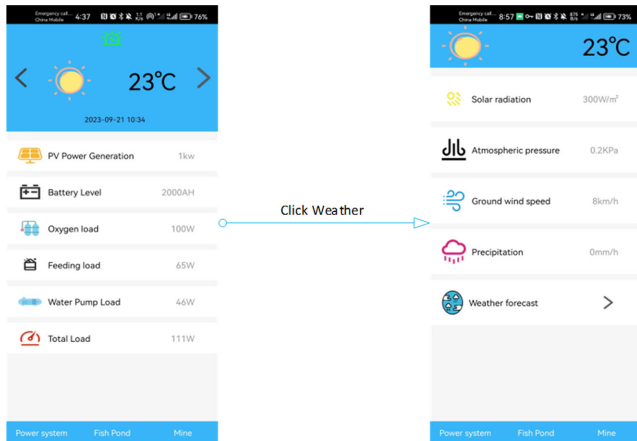 Emergency call...
China Mobile
4:37
76%
23℃
2023-09-21 10:34
PV Power Generation 1kw
Battery Level 2000AH
Oxygen load 100W
Feeding load 65W
Water Pump Load 46W
Total Load 111W
Power system Fish Pond Mine
Click Weather
Emergency call...
China Mobile
8:57
73%
23℃
Solar radiation 300W/m²
Atmospheric pressure 0.2KPa
Ground wind speed 8km/h
Precipitation 0mm/h
Weather forecast
Power system Fish Pond Mine